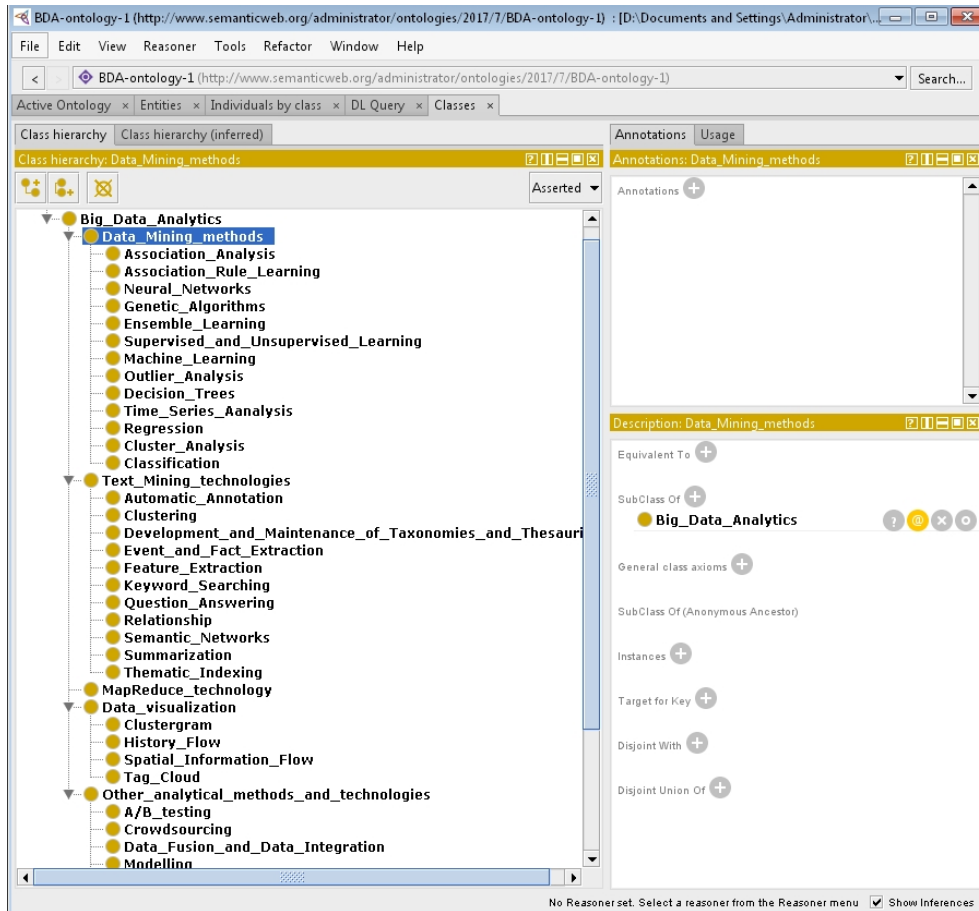 BDA-ontology-1 (http://www.semanticweb.org/administrator/ontologies/2017/7/BDA-ontology-1) : [D:\Documents and Settings\Administrator\...
File Edit View Reasoner Tools Refactor Window Help
< > BDA-ontology-1 (http://www.semanticweb.org/administrator/ontologies/2017/7/BDA-ontology-1) Search...
Active Ontology × Entities × Individuals by class × DL Query × Classes ×
Class hierarchy Class hierarchy (inferred)
Class hierarchy: Data_Mining_methods
Asserted
Big_Data_Analytics
Data_Mining_methods
Association_Analysis
Association_Rule_Learning
Neural_Networks
Genetic_Algorithms
Ensemble_Learning
Supervised_and_Unsupervised_Learning
Machine_Learning
Outlier_Analysis
Decision_Trees
Time_Series_Aanalysis
Regression
Cluster_Analysis
Classification
Text_Mining_technologies
Automatic_Annotation
Clustering
Development_and_Maintenance_of_Taxonomies_and_Thesauri
Event_and_Fact_Extraction
Feature_Extraction
Keyword_Searching
Question_Answering
Relationship
Semantic_Networks
Summarization
Thematic_Indexing
MapReduce_technology
Data_visualization
Clustergram
History_Flow
Spatial_Information_Flow
Tag_Cloud
Other_analytical_methods_and_technologies
A/B_testing
Crowdsourcing
Data_Fusion_and_Data_Integration
Modelling
Annotations Usage
Annotations: Data_Mining_methods
Annotations
Description: Data_Mining_methods
Equivalent To
SubClass Of
Big_Data_Analytics ? @ × o
General class axioms
SubClass Of (Anonymous Ancestor)
Instances
Target for Key
Disjoint With
Disjoint Union Of
No Reasoner set. Select a reasoner from the Reasoner menu Show Inferences